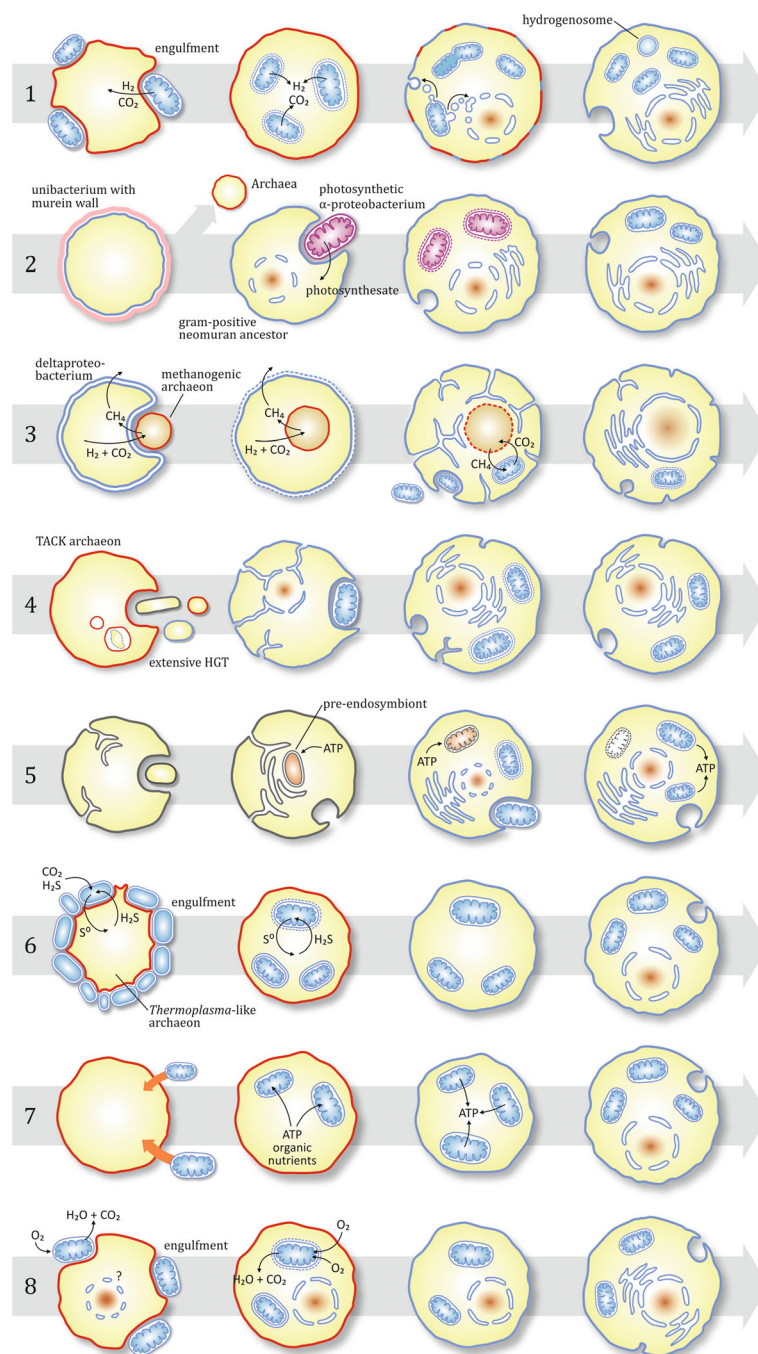 hydrogenosome
engulfment
1
H₂
CO₂
H₂
CO₂
unibacterium with
murein wall
Archaea
photosynthetic
α-proteobacterium
2
photosynthesate
gram-positive
neomuran ancestor
deltaproteo-
bacterium
methanogenic
archaeon
3
CH₄
H₂ + CO₂
CH₄
H₂ + CO₂
CO₂
CH₄
TACK archaeon
4
extensive HGT
pre-endosymbiont
5
ATP
ATP
ATP
CO₂
H₂S
engulfment
6
S⁰
H₂S
S⁰
H₂S
Thermoplasma-like
archaeon
7
ATP
organic
nutrients
ATP
H₂O + CO₂
O₂
engulfment
8
?
O₂
O₂
H₂O + CO₂